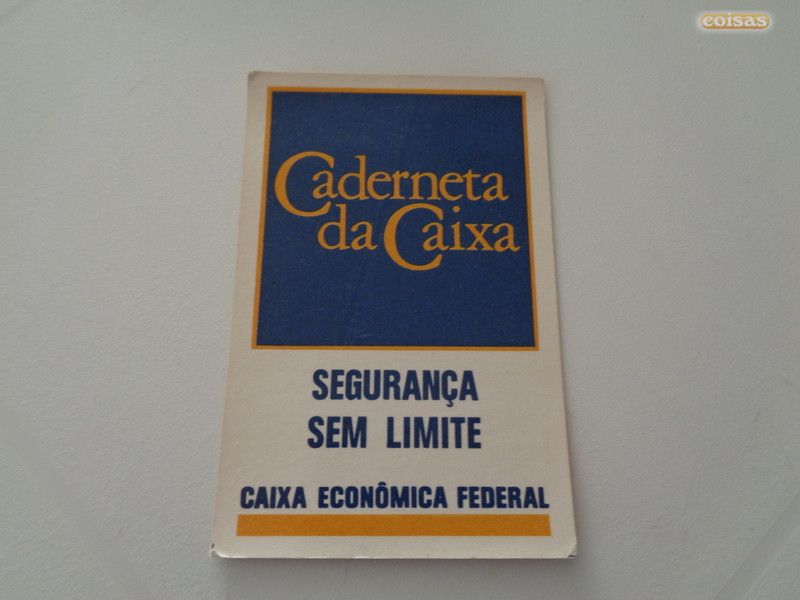 coisas
Caderneta
da Caixa
SEGURANÇA
SEM LIMITE
CAIXA ECONÔMICA FEDERAL